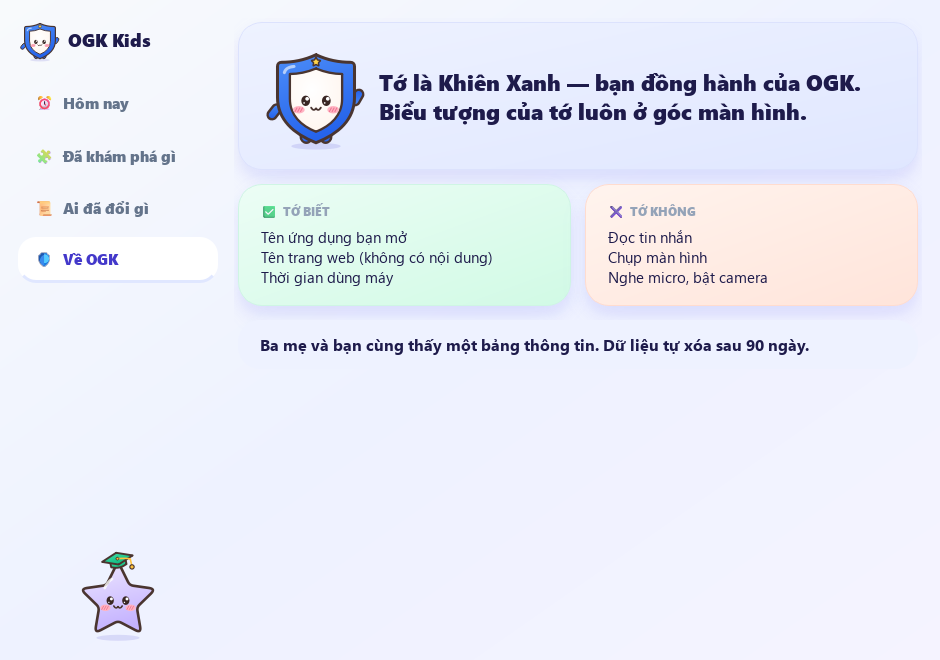 OGK Kids
Hôm nay
Đã khám phá gì
Ai đã đổi gì
Về OGK
Tớ là Khiên Xanh — bạn đồng hành của OGK.
Biểu tượng của tớ luôn ở góc màn hình.
TỚ BIẾT
Tên ứng dụng bạn mở
Tên trang web (không có nội dung)
Thời gian dùng máy
TỚ KHÔNG
Đọc tin nhắn
Chụp màn hình
Nghe micro, bật camera
Ba mẹ và bạn cùng thấy một bảng thông tin. Dữ liệu tự xóa sau 90 ngày.